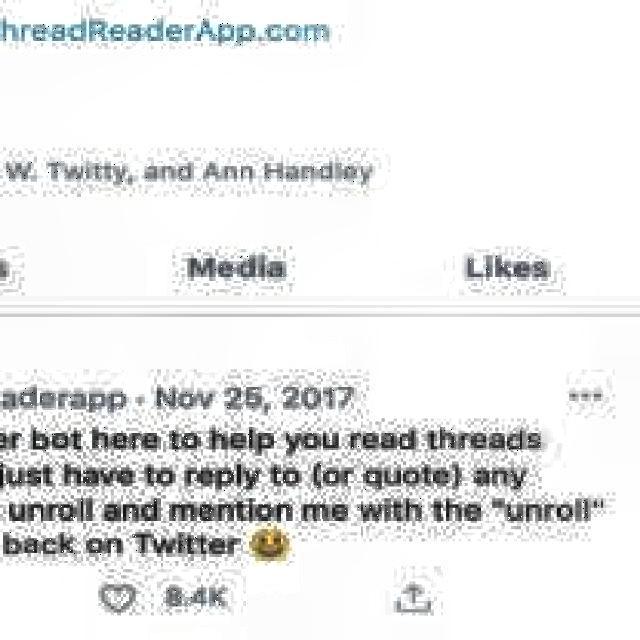 hreadReaderApp.com
W. Twitty, and Ann Handley
s Media Likes
aderapp · Nov 25, 2017 ...
er bot here to help you read threads
just have to reply to (or quote) any
unroll and mention me with the "unroll"
back on Twitter 😃
8.4K